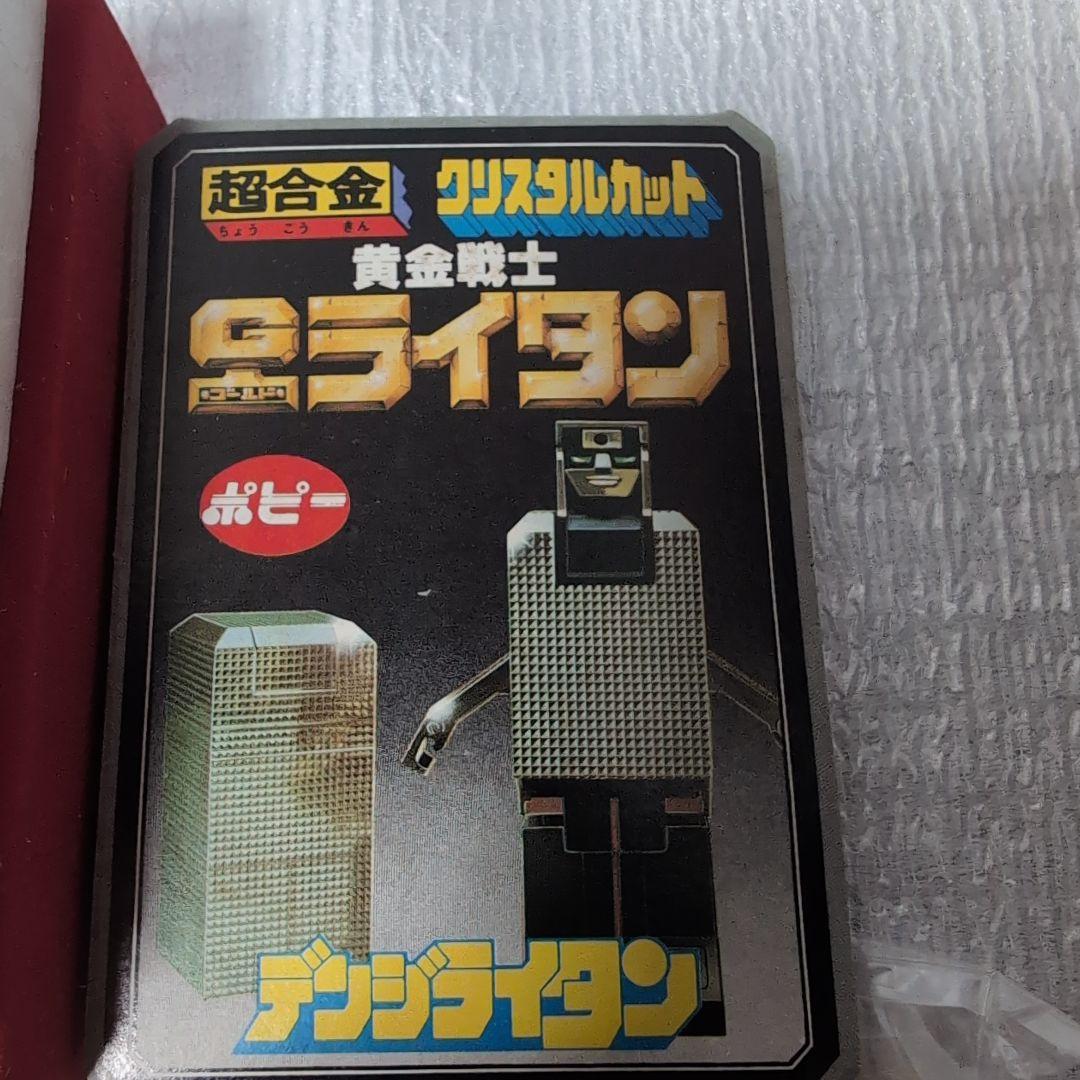 超合金
ちょう ごう きん
クリスタルカット
黄金戦士
ゴールド
ライタン
ポピー
デンジライタン